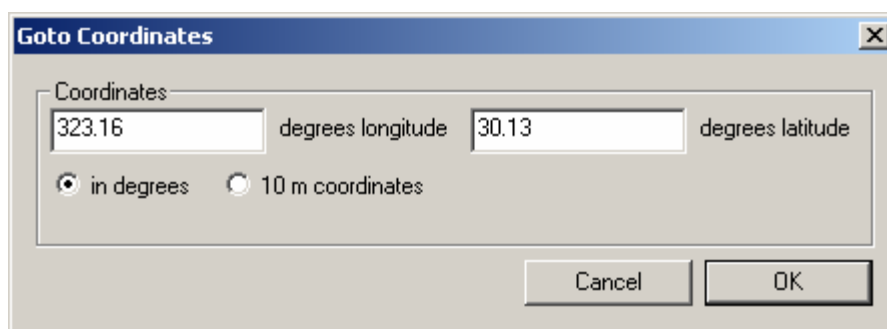 Goto Coordinates
Coordinates
323.16 degrees longitude 30.13 degrees latitude
in degrees 10 m coordinates
Cancel OK